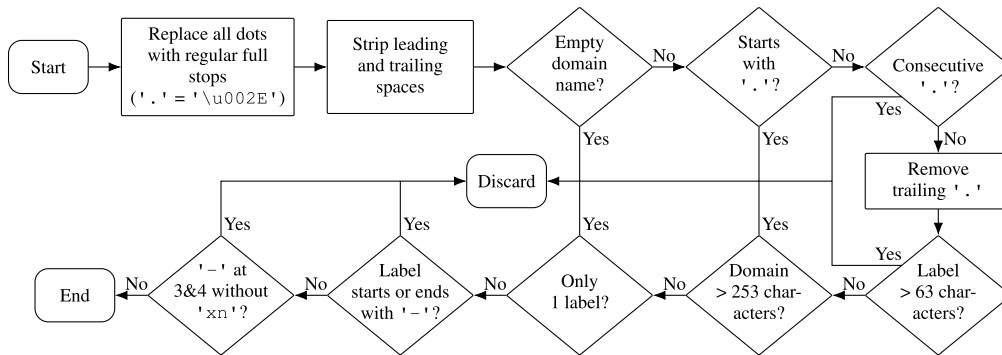 Start
Replace all dots
with regular full
stops
('.' = '\u002E')
Strip leading
and trailing
spaces
Empty
domain
name?
No
Yes
Starts
with
'.'?
No
Yes
Consecutive
'.'?
Yes
No
Remove
trailing '.'
Discard
Label
> 63 char-
acters?
Yes
No
Domain
> 253 char-
acters?
Yes
No
Only
1 label?
Yes
No
Label
starts or ends
with '-'?
Yes
No
'-' at
3&4 without
'xn'?
Yes
No
End